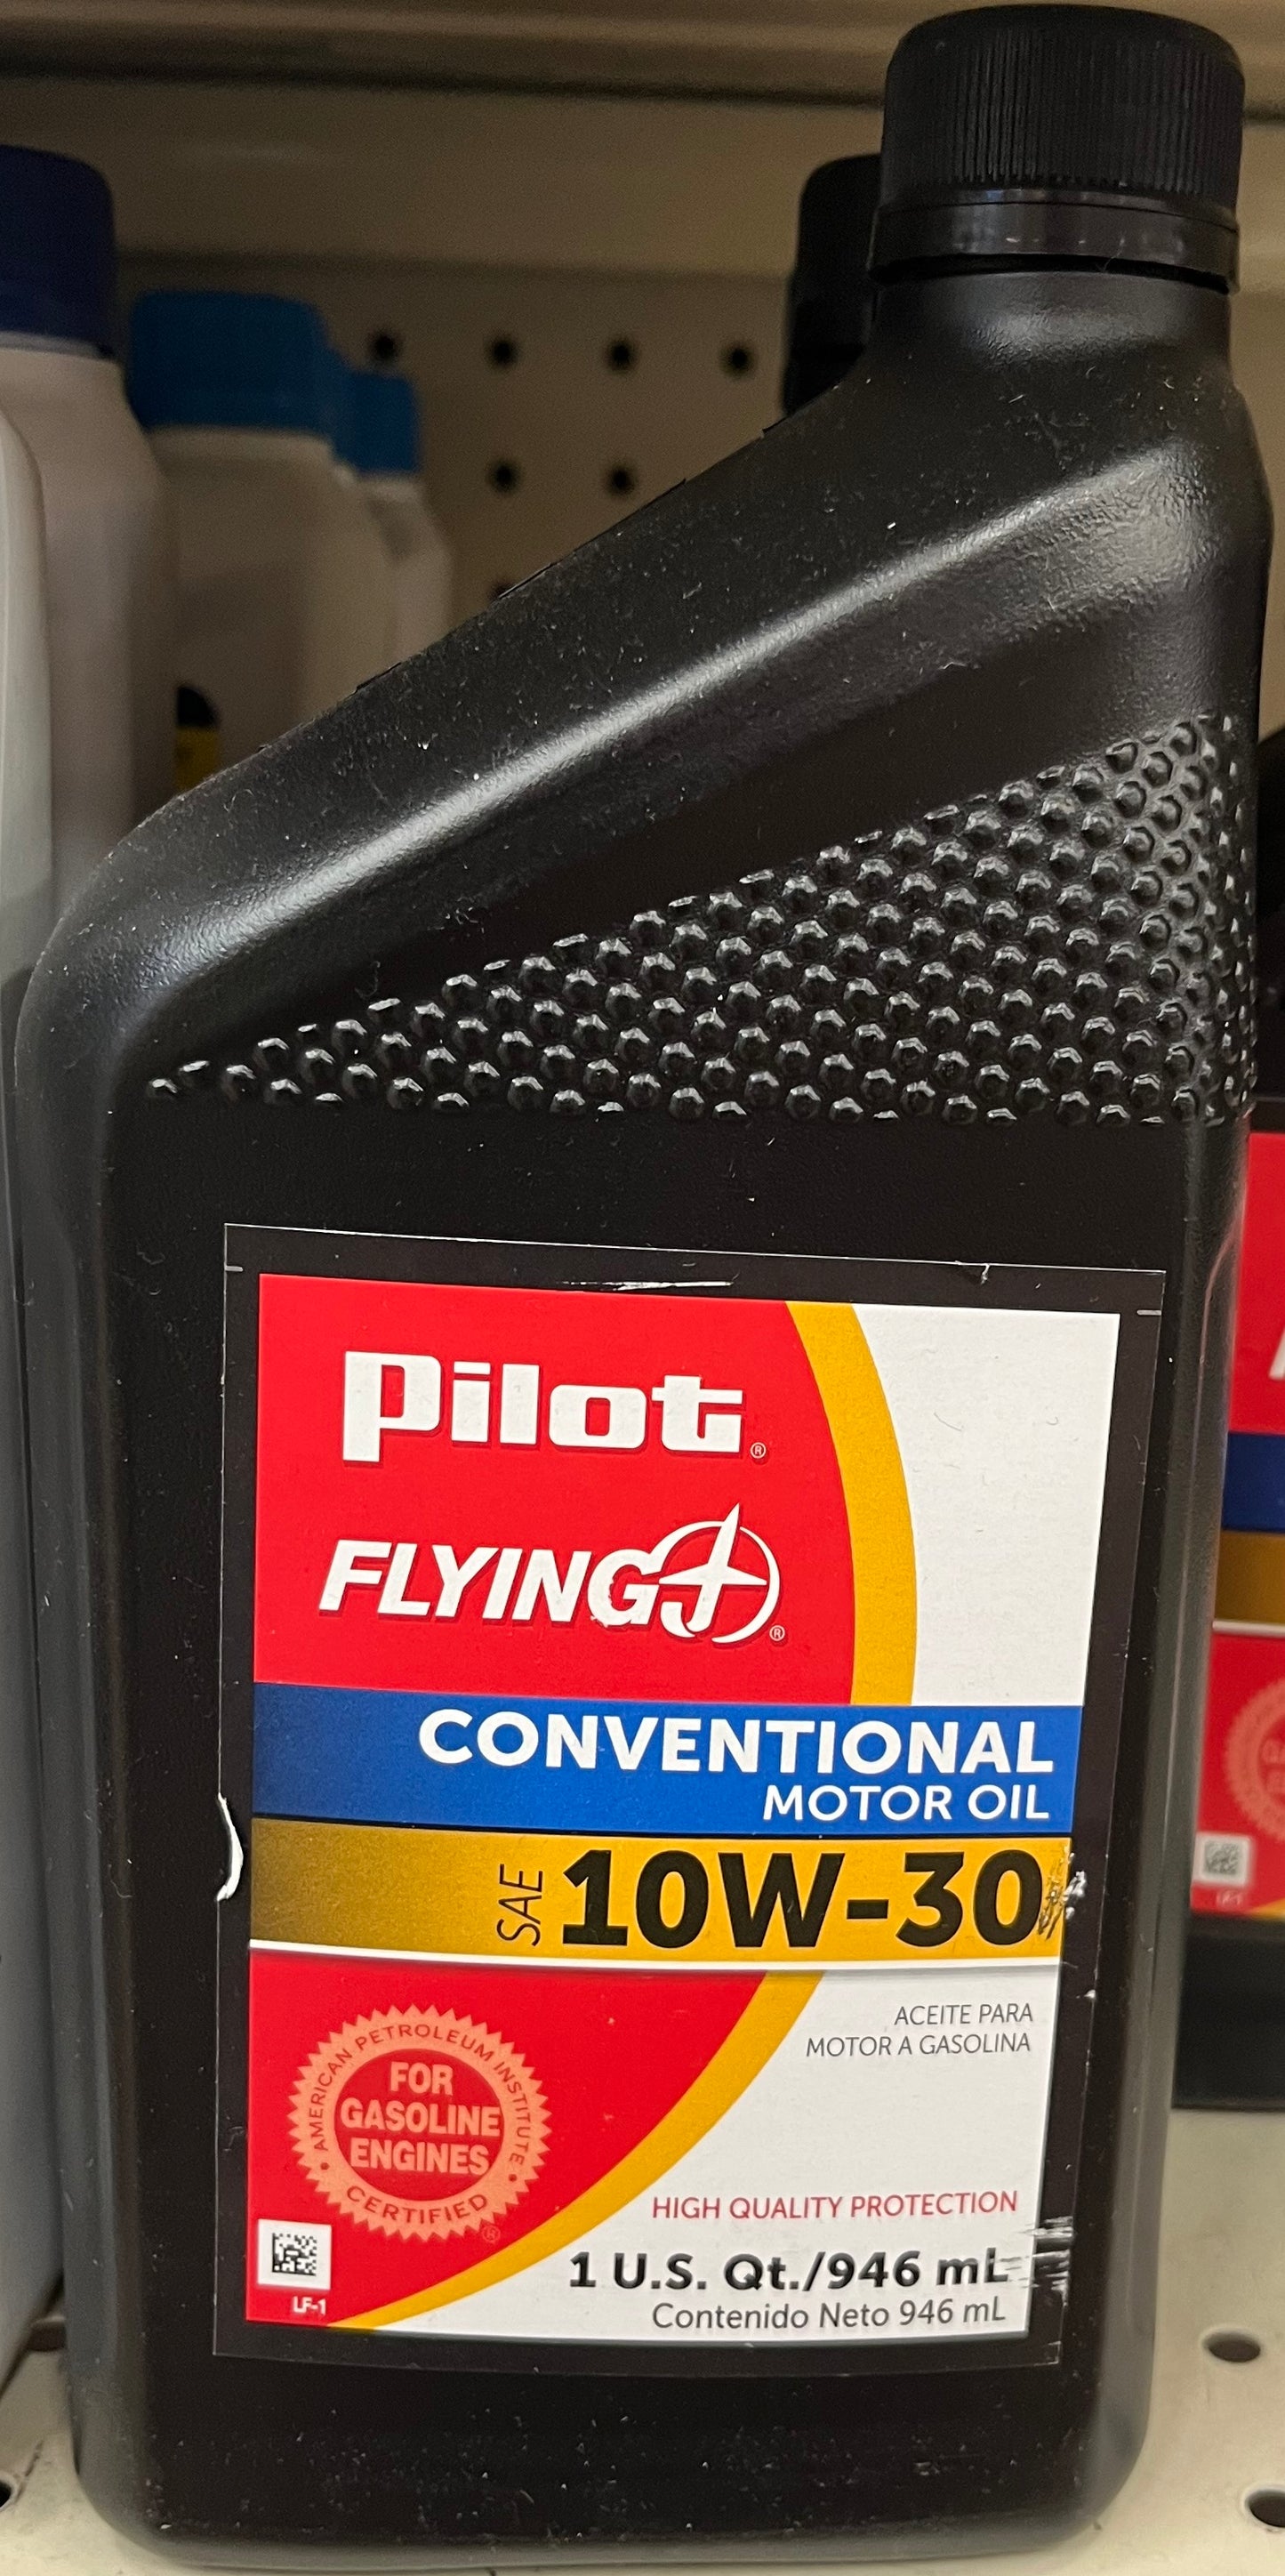 Pilot®
FLYING J®
CONVENTIONAL
MOTOR OIL
SAE 10W-30
ACEITE PARA
MOTOR A GASOLINA
AMERICAN PETROLEUM INSTITUTE
FOR
GASOLINE
ENGINES
CERTIFIED®
HIGH QUALITY PROTECTION
1 U.S. Qt./946 mL
Contenido Neto 946 mL
LF-1